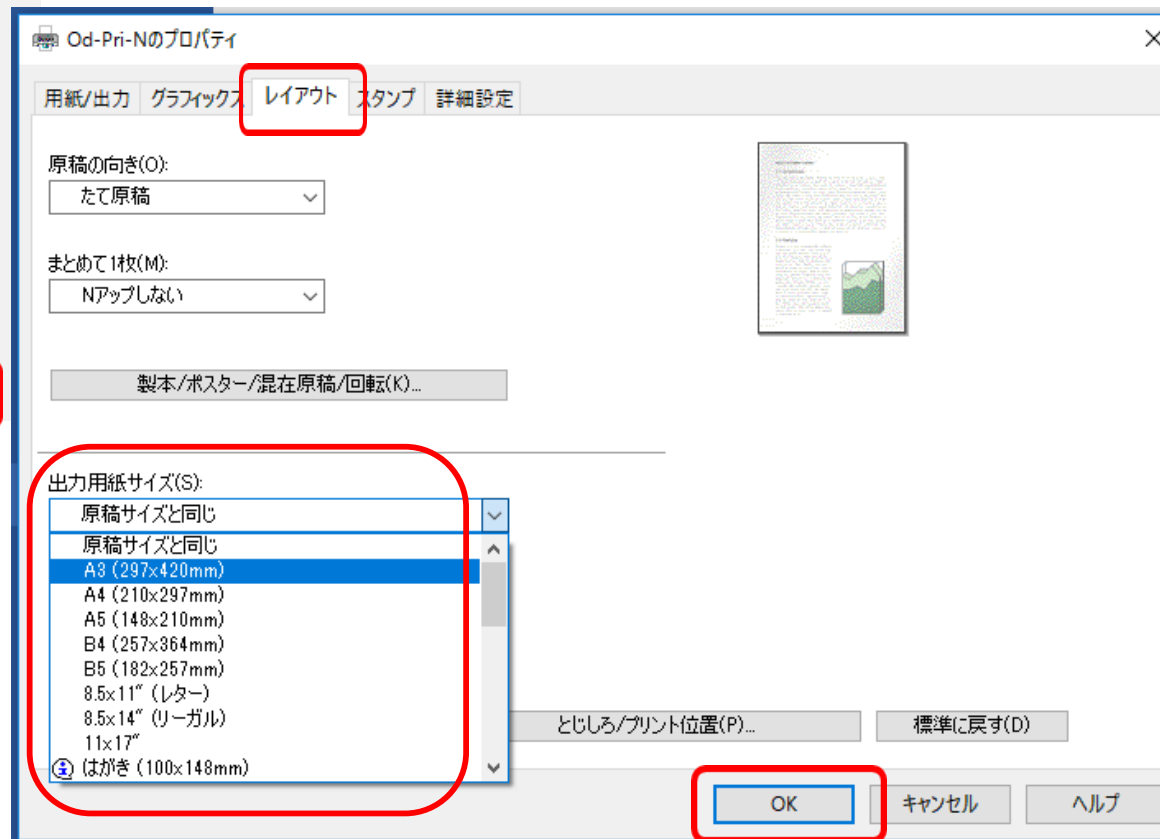 Od-Pri-Nのプロパティ
用紙/出力 グラフィックス レイアウト スタンプ 詳細設定
原稿の向き(O):
たて原稿
まとめて1枚(M):
Nアップしない
製本/ポスター/混在原稿/回転(K)...
出力用紙サイズ(S):
原稿サイズと同じ
原稿サイズと同じ
A3 (297x420mm)
A4 (210x297mm)
A5 (148x210mm)
B4 (257x364mm)
B5 (182x257mm)
8.5x11" (レター)
8.5x14" (リーガル)
11x17"
はがき (100x148mm)
とじしろ/プリント位置(P)... 標準に戻す(D)
OK キャンセル ヘルプ